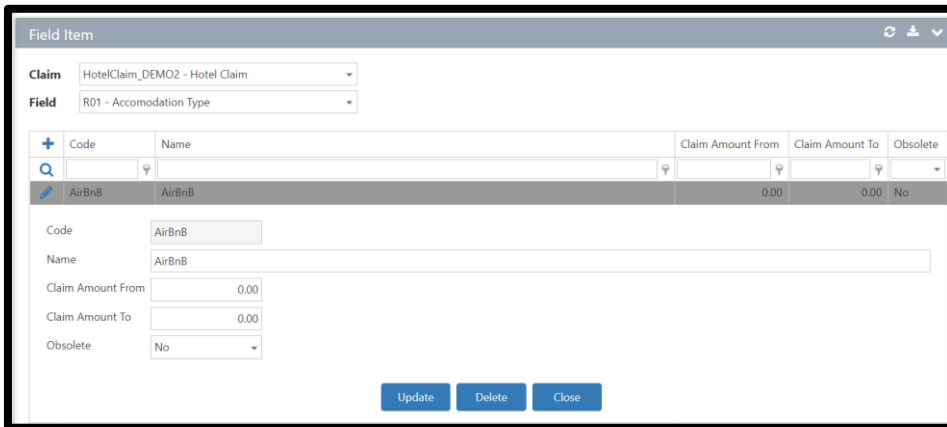 Field Item
Claim HotelClaim_DEMO2 - Hotel Claim
Field R01 - Accomodation Type
Code Name Claim Amount From Claim Amount To Obsolete
AirBnB AirBnB 0.00 0.00 No
Code AirBnB
Name AirBnB
Claim Amount From 0.00
Claim Amount To 0.00
Obsolete No
Update Delete Close